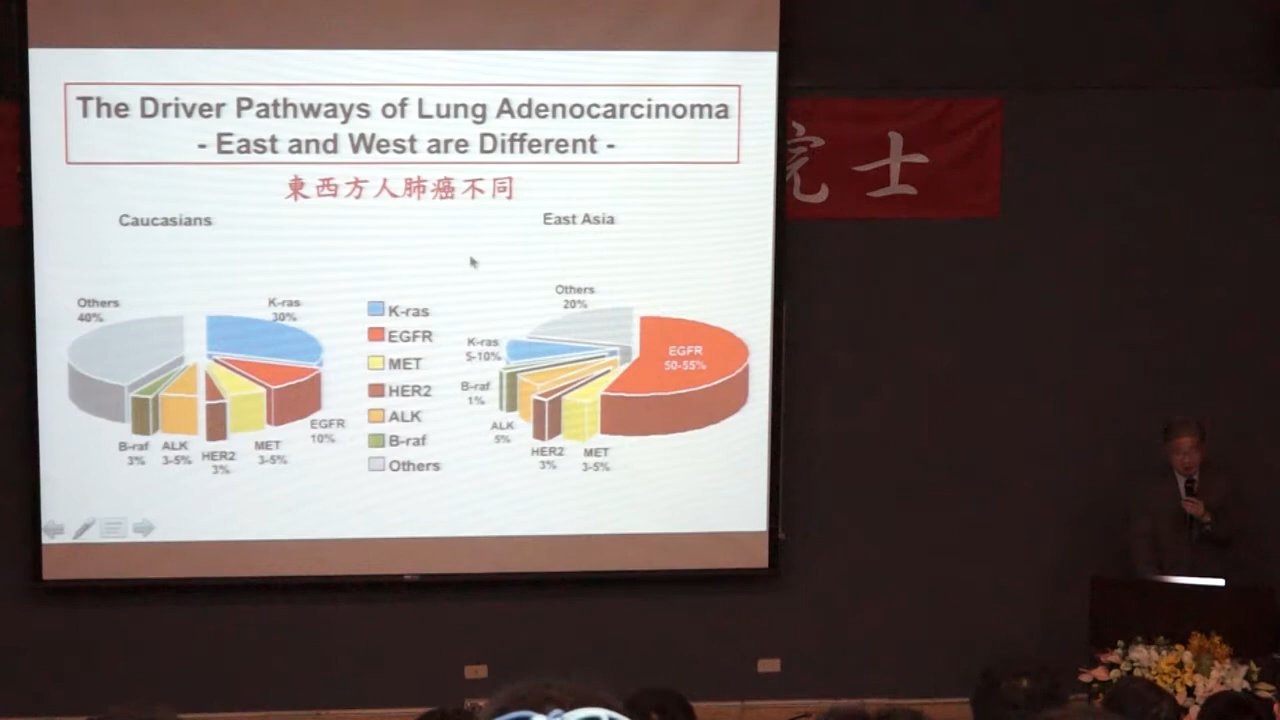 The Driver Pathways of Lung Adenocarcinoma
- East and West are Different -
東西方人肺癌不同
Caucasians
East Asia
Others
40%
K-ras
30%
EGFR
10%
MET
3-5%
HER2
3%
ALK
3-5%
B-raf
3%
K-ras
EGFR
MET
HER2
ALK
B-raf
Others
Others
20%
K-ras
5-10%
B-raf
1%
ALK
5%
HER2
3%
MET
3-5%
EGFR
50-55%
院士